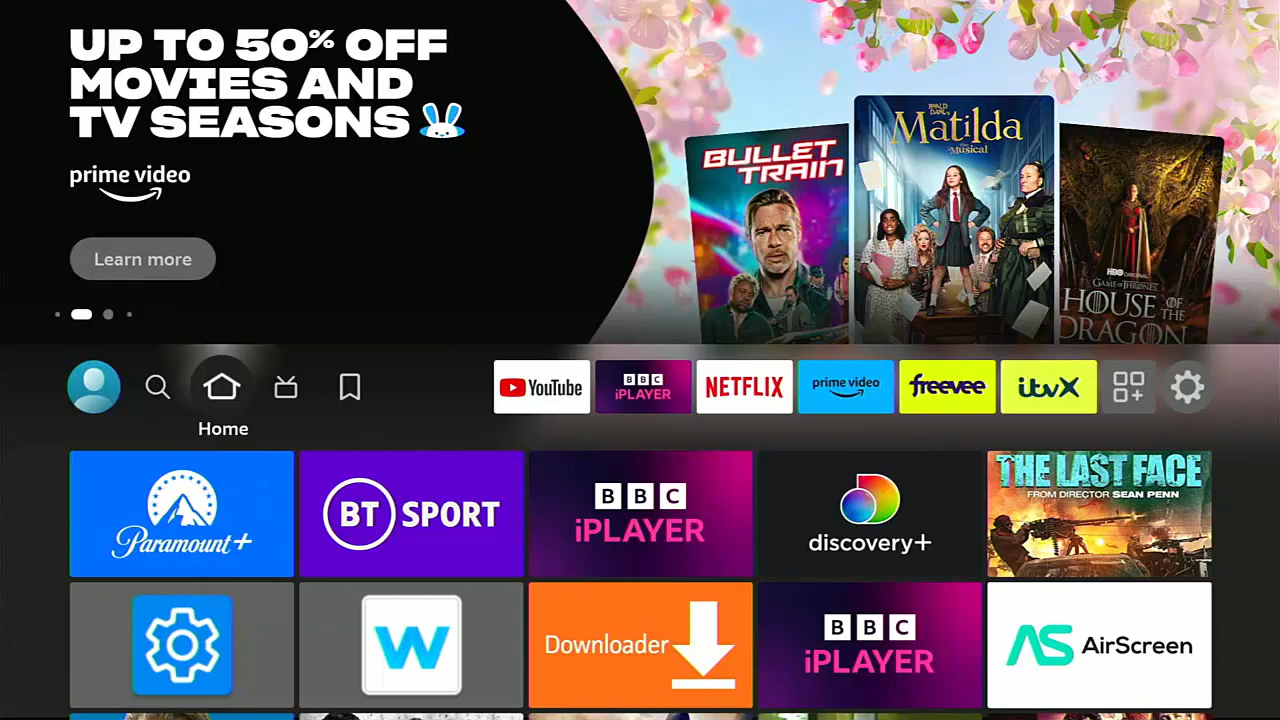 UP TO 50% OFF
MOVIES AND
TV SEASONS
prime video
Learn more
BULLET
TRAIN
ROALD
DAHL's
Matilda
The Musical
HBO ORIGINAL
GAME OF THRONES
HOUSE OF THE
DRAGON
YouTube
BBC
iPLAYER
NETFLIX
prime video
freevee
itvX
Home
Paramount+
BT SPORT
BBC
iPLAYER
discovery+
THE LAST FACE
FROM DIRECTOR SEAN PENN
W
Downloader
BBC
iPLAYER
AS AirScreen